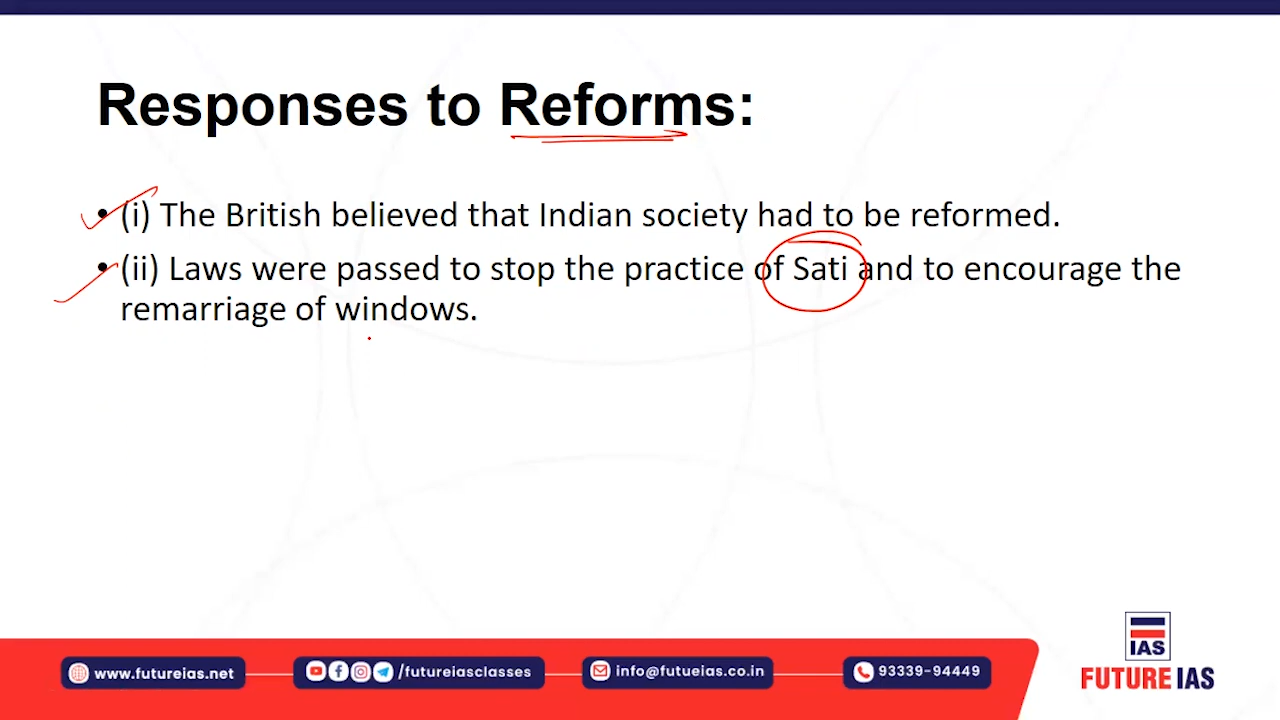 Responses to Reforms:
• (i) The British believed that Indian society had to be reformed.
• (ii) Laws were passed to stop the practice of Sati and to encourage the
remarriage of windows.
www.futureias.net
/futureiasclasses
info@futueias.co.in
93339-94449
IAS
FUTURE IAS